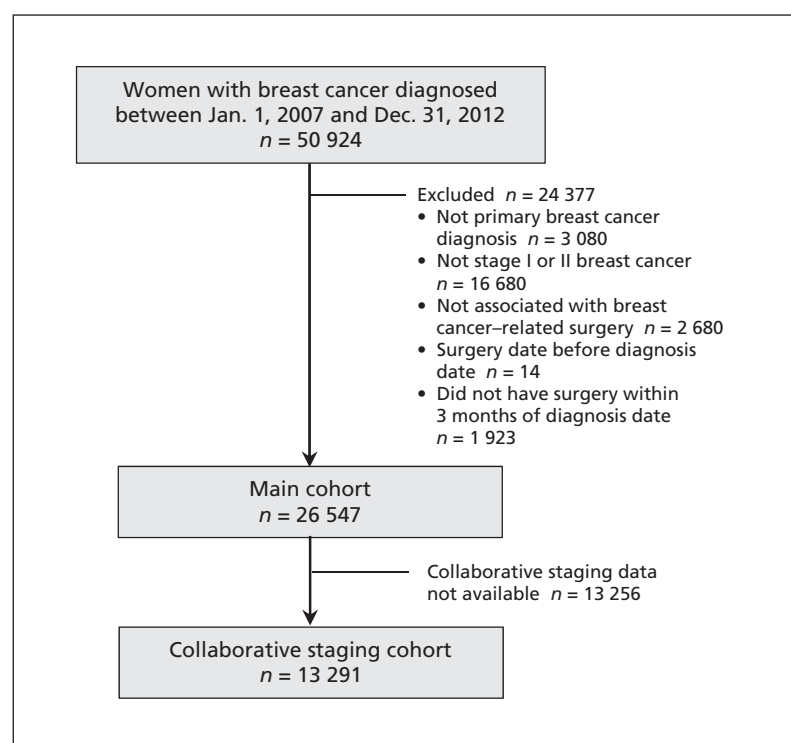 Women with breast cancer diagnosed
between Jan. 1, 2007 and Dec. 31, 2012
n = 50 924
Excluded n = 24 377
• Not primary breast cancer
diagnosis n = 3 080
• Not stage I or II breast cancer
n = 16 680
• Not associated with breast
cancer–related surgery n = 2 680
• Surgery date before diagnosis
date n = 14
• Did not have surgery within
3 months of diagnosis date
n = 1 923
Main cohort
n = 26 547
Collaborative staging data
not available n = 13 256
Collaborative staging cohort
n = 13 291